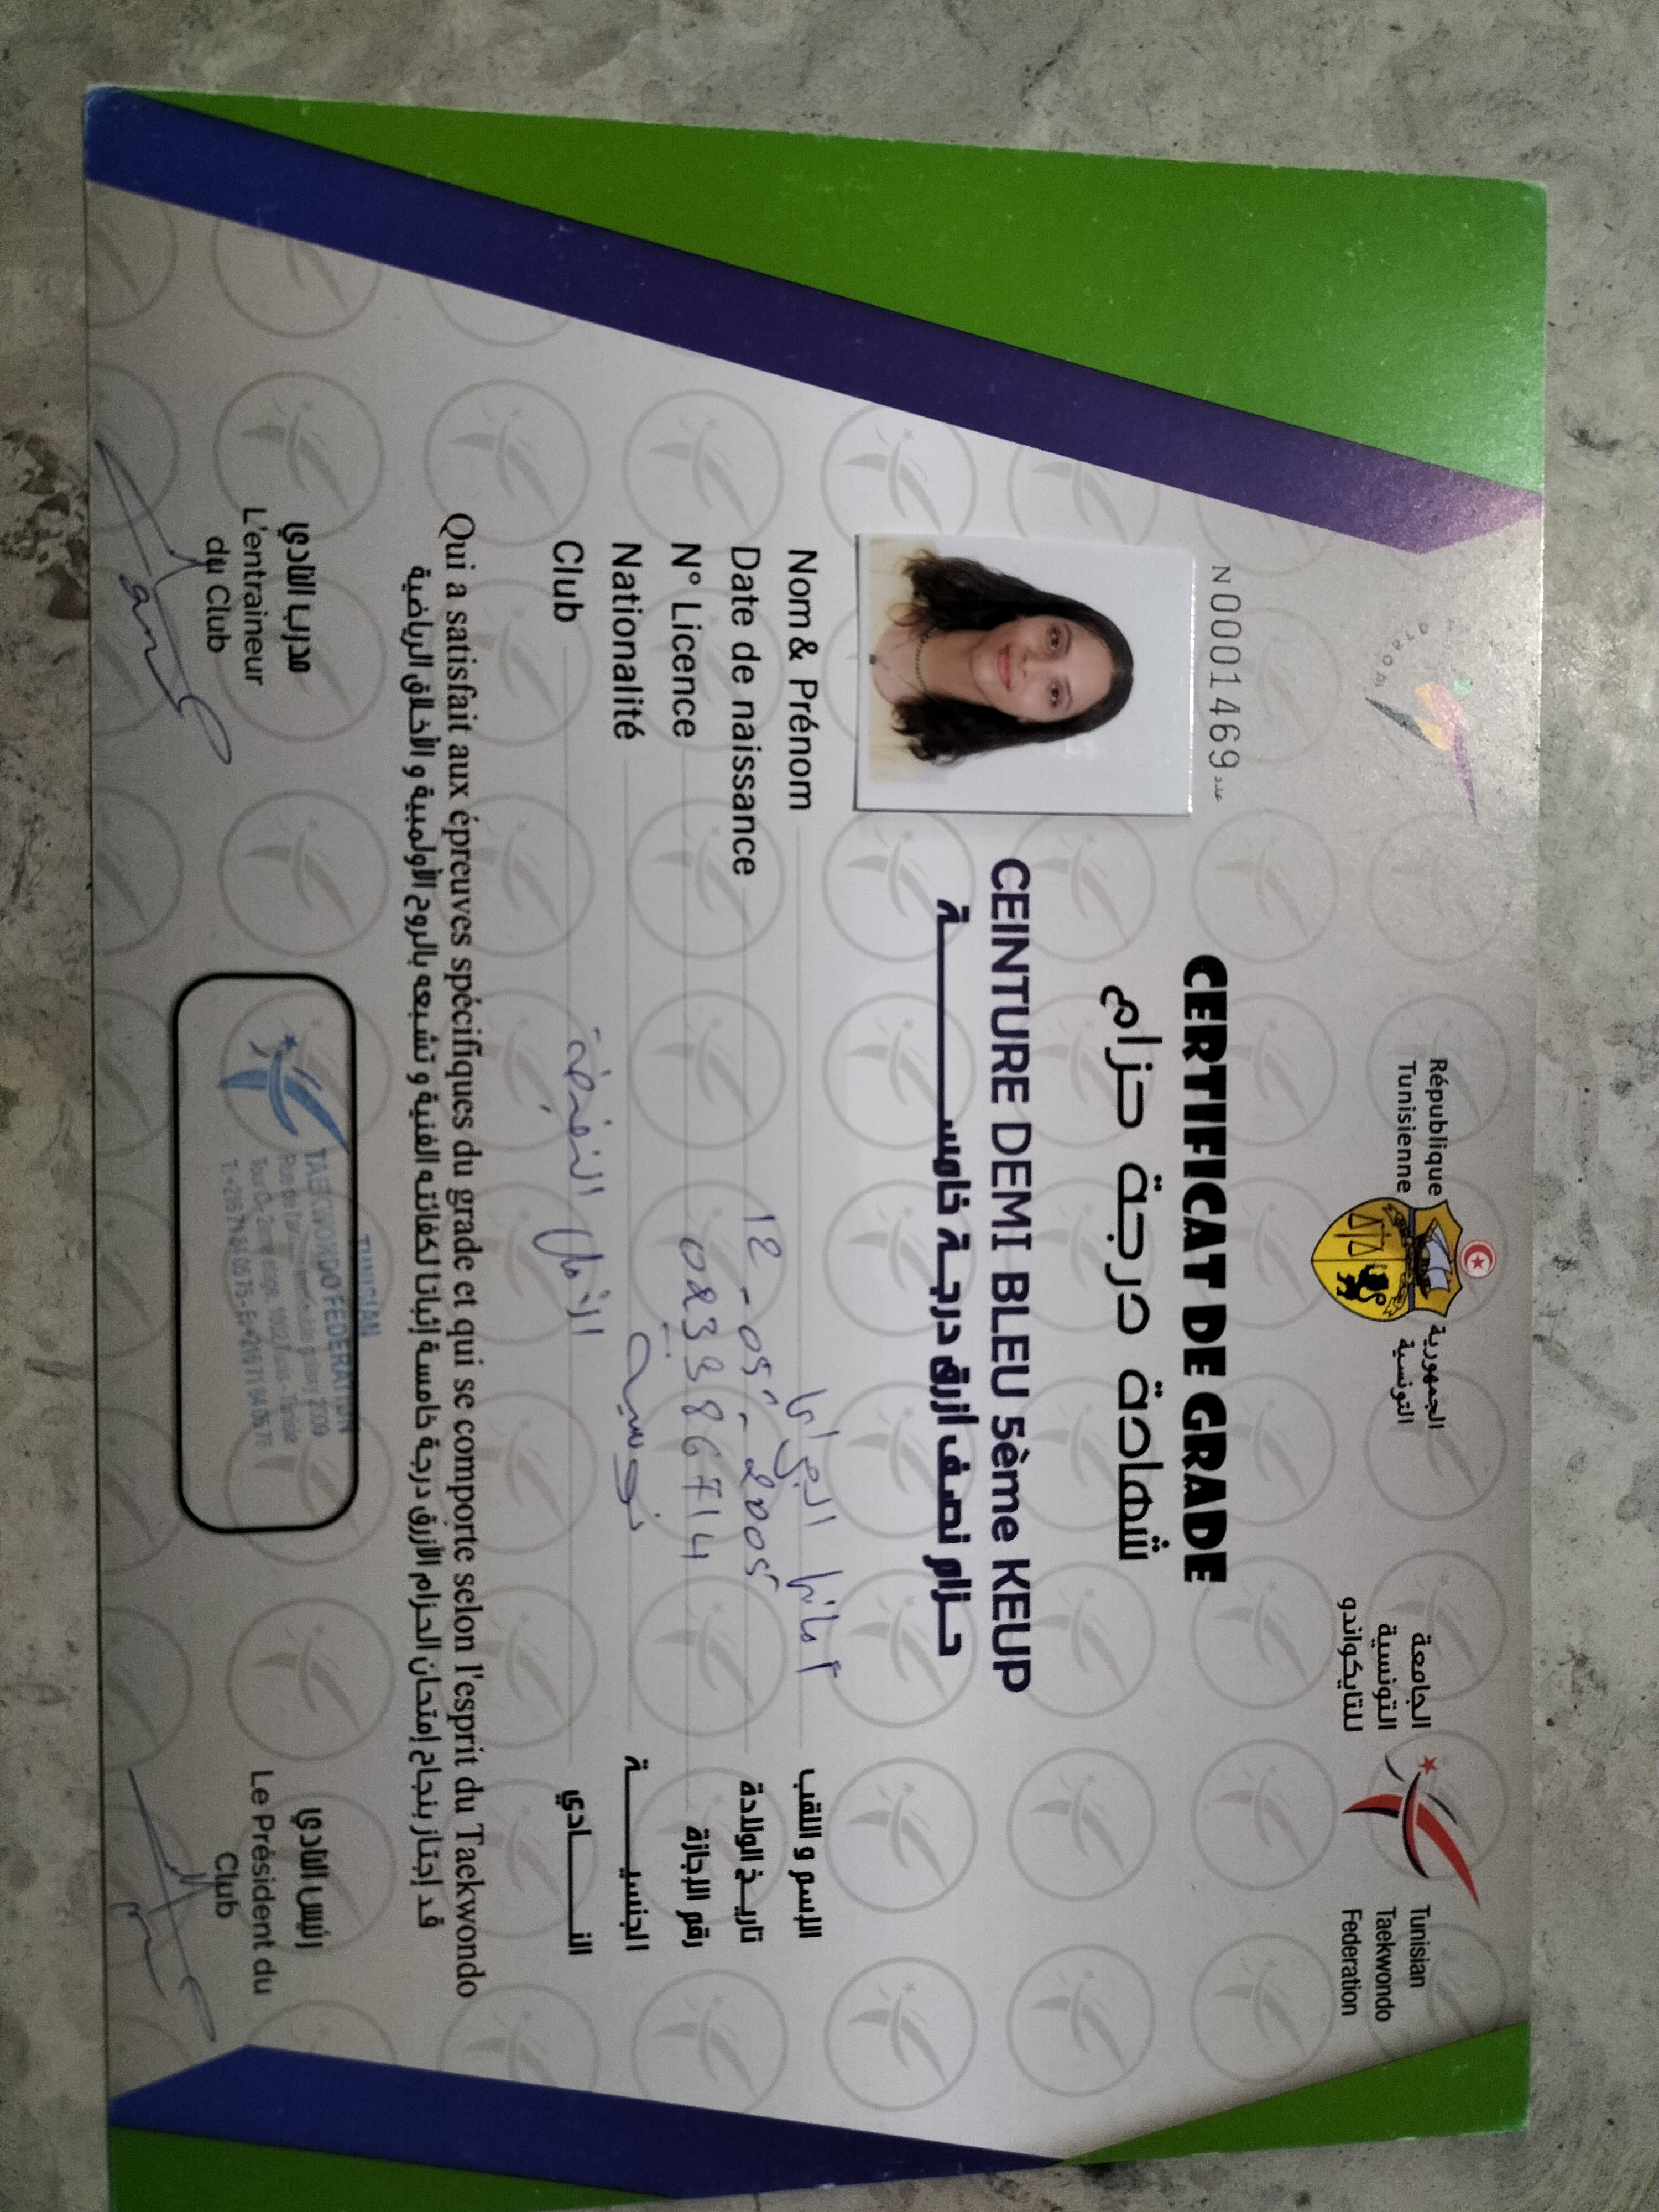 République
Tunisienne
الجمهورية
التونسية
الجامعة
التونسية
للتايكواندو
Tunisian
Taekwondo
Federation
N 00001469 عدد
CERTIFICAT DE GRADE
شهادة درجة حزام
CEINTURE DEMI BLEU 5ème KEUP
حزام نصف أزرق درجة خامسة
Nom & Prénom الإسم و اللقب
Date de naissance 12-05-2005 تاريخ الولادة
N° Licence رقم الإجازة
Nationalité تونسية الجنسية
Club النادي
Qui a satisfait aux épreuves spécifiques du grade et qui se comporte selon l'esprit du Taekwondo
قد إجتاز بنجاح إمتحان الحزام الأزرق درجة خامسة إثباتا لكفائته الفنية و تشبعه بالروح الأولمبية و الأخلاق الرياضية
مدرب النادي
L'entraineur
du Club
TUNISIAN
TAEKWONDO FEDERATION
رئيس النادي
Le Président du
Club